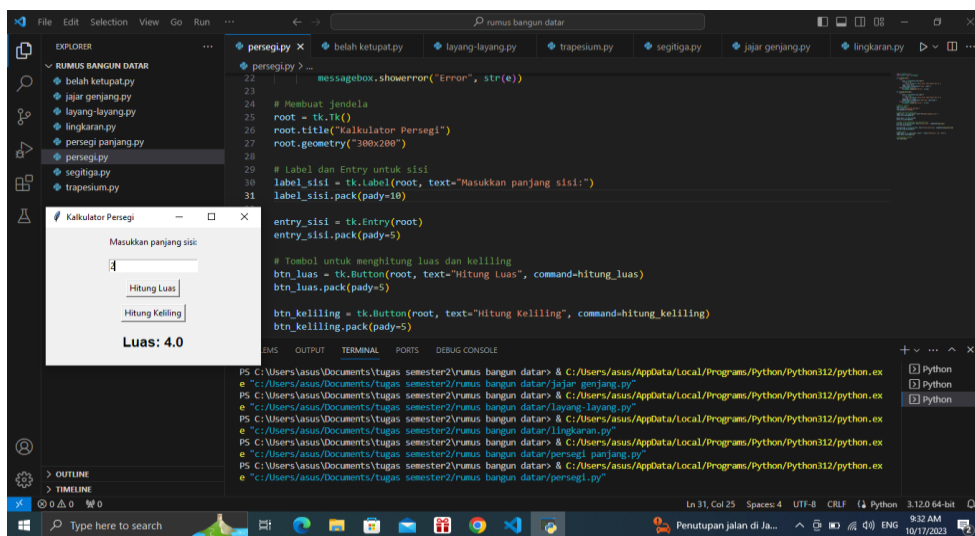 File Edit Selection View Go Run ... rumus bangun datar
EXPLORER ...
RUMUS BANGUN DATAR
belah ketupat.py
jajar genjang.py
layang-layang.py
lingkaran.py
persegi panjang.py
persegi.py
segitiga.py
trapesium.py
persegi.py belah ketupat.py layang-layang.py trapesium.py segitiga.py jajar genjang.py lingkaran.py
persegi.py > ...
22 messagebox.showerror("Error", str(e))
23
24 # Membuat jendela
25 root = tk.Tk()
26 root.title("Kalkulator Persegi")
27 root.geometry("300x200")
28
29 # Label dan Entry untuk sisi
30 label_sisi = tk.Label(root, text="Masukkan panjang sisi:")
31 label_sisi.pack(pady=10)
entry_sisi = tk.Entry(root)
entry_sisi.pack(pady=5)
# Tombol untuk menghitung luas dan keliling
btn_luas = tk.Button(root, text="Hitung Luas", command=hitung_luas)
btn_luas.pack(pady=5)
btn_keliling = tk.Button(root, text="Hitung Keliling", command=hitung_keliling)
btn_keliling.pack(pady=5)
Kalkulator Persegi
Masukkan panjang sisi:
2
Hitung Luas
Hitung Keliling
Luas: 4.0
EMS OUTPUT TERMINAL PORTS DEBUG CONSOLE
PS C:\Users\asus\Documents\tugas semester2\rumus bangun datar> & C:/Users/asus/AppData/Local/Programs/Python/Python312/python.ex
e "c:/Users/asus/Documents/tugas semester2/rumus bangun datar/jajar genjang.py"
PS C:\Users\asus\Documents\tugas semester2\rumus bangun datar> & C:/Users/asus/AppData/Local/Programs/Python/Python312/python.ex
e "c:/Users/asus/Documents/tugas semester2/rumus bangun datar/layang-layang.py"
PS C:\Users\asus\Documents\tugas semester2\rumus bangun datar> & C:/Users/asus/AppData/Local/Programs/Python/Python312/python.ex
e "c:/Users/asus/Documents/tugas semester2/rumus bangun datar/lingkaran.py"
PS C:\Users\asus\Documents\tugas semester2\rumus bangun datar> & C:/Users/asus/AppData/Local/Programs/Python/Python312/python.ex
e "c:/Users/asus/Documents/tugas semester2/rumus bangun datar/persegi panjang.py"
PS C:\Users\asus\Documents\tugas semester2\rumus bangun datar> & C:/Users/asus/AppData/Local/Programs/Python/Python312/python.ex
e "c:/Users/asus/Documents/tugas semester2/rumus bangun datar/persegi.py"
Python
Python
Python
OUTLINE
TIMELINE
0 0 0 Ln 31, Col 25 Spaces: 4 UTF-8 CRLF Python 3.12.0 64-bit
Type here to search Penutupan jalan di Ja... ENG 9:32 AM
10/17/2023 2